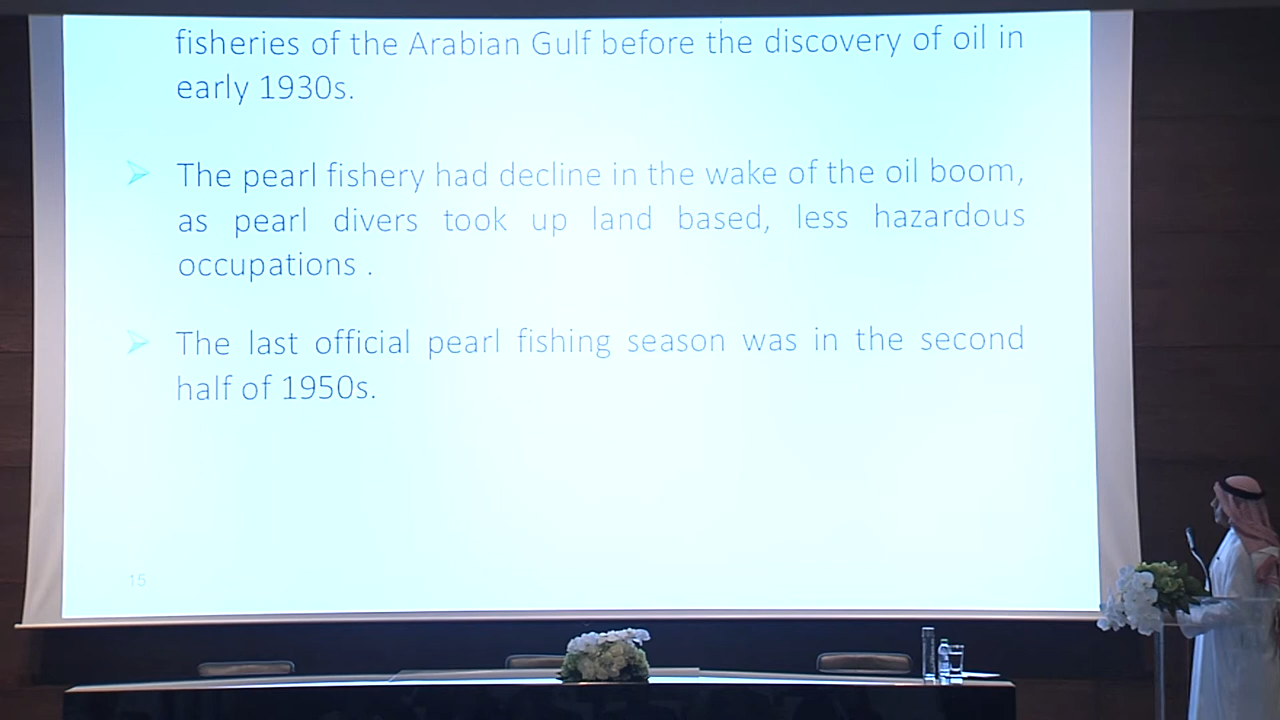 fisheries of the Arabian Gulf before the discovery of oil in
early 1930s.
The pearl fishery had decline in the wake of the oil boom,
as pearl divers took up land based, less hazardous
occupations .
The last official pearl fishing season was in the second
half of 1950s.
15